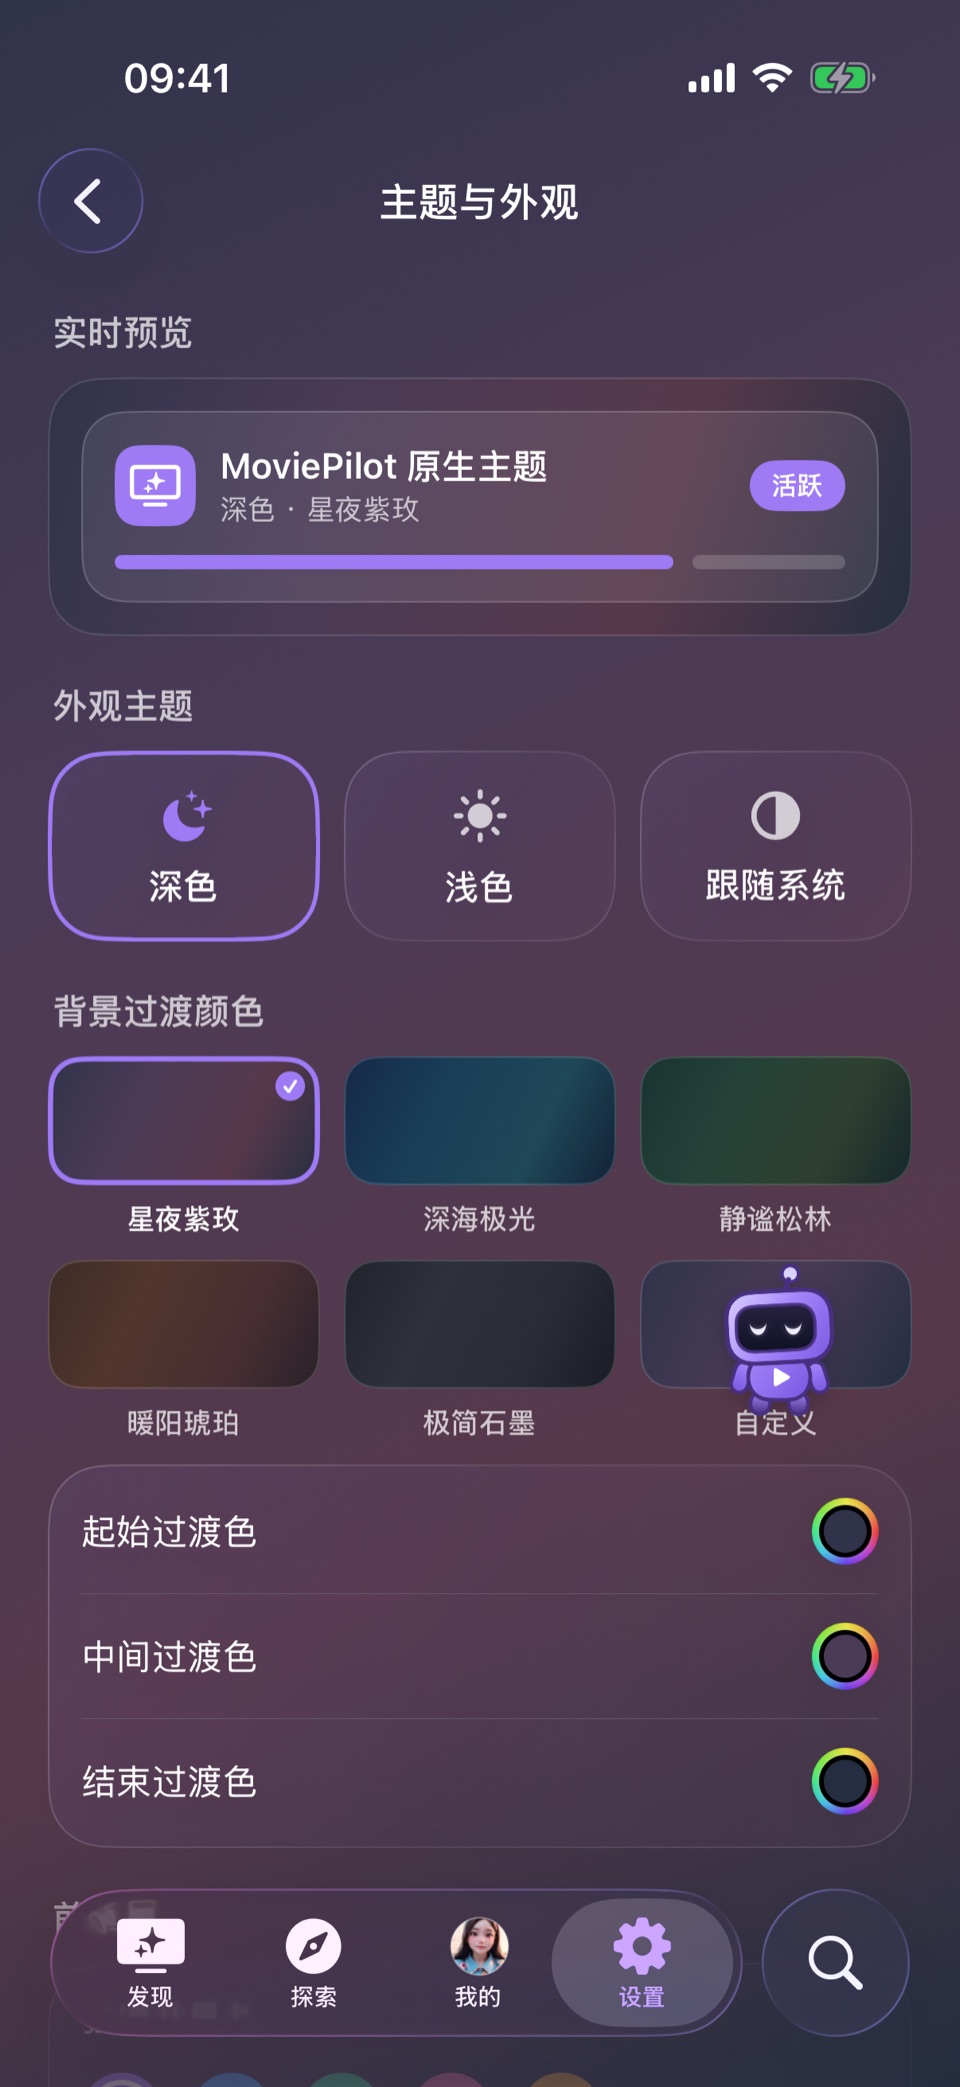 09:41
主题与外观
实时预览
MoviePilot 原生主题
深色 · 星夜紫玫
活跃
外观主题
深色
浅色
跟随系统
背景过渡颜色
星夜紫玫
深海极光
静谧松林
暖阳琥珀
极简石墨
自定义
起始过渡色
中间过渡色
结束过渡色
发现
探索
我的
设置